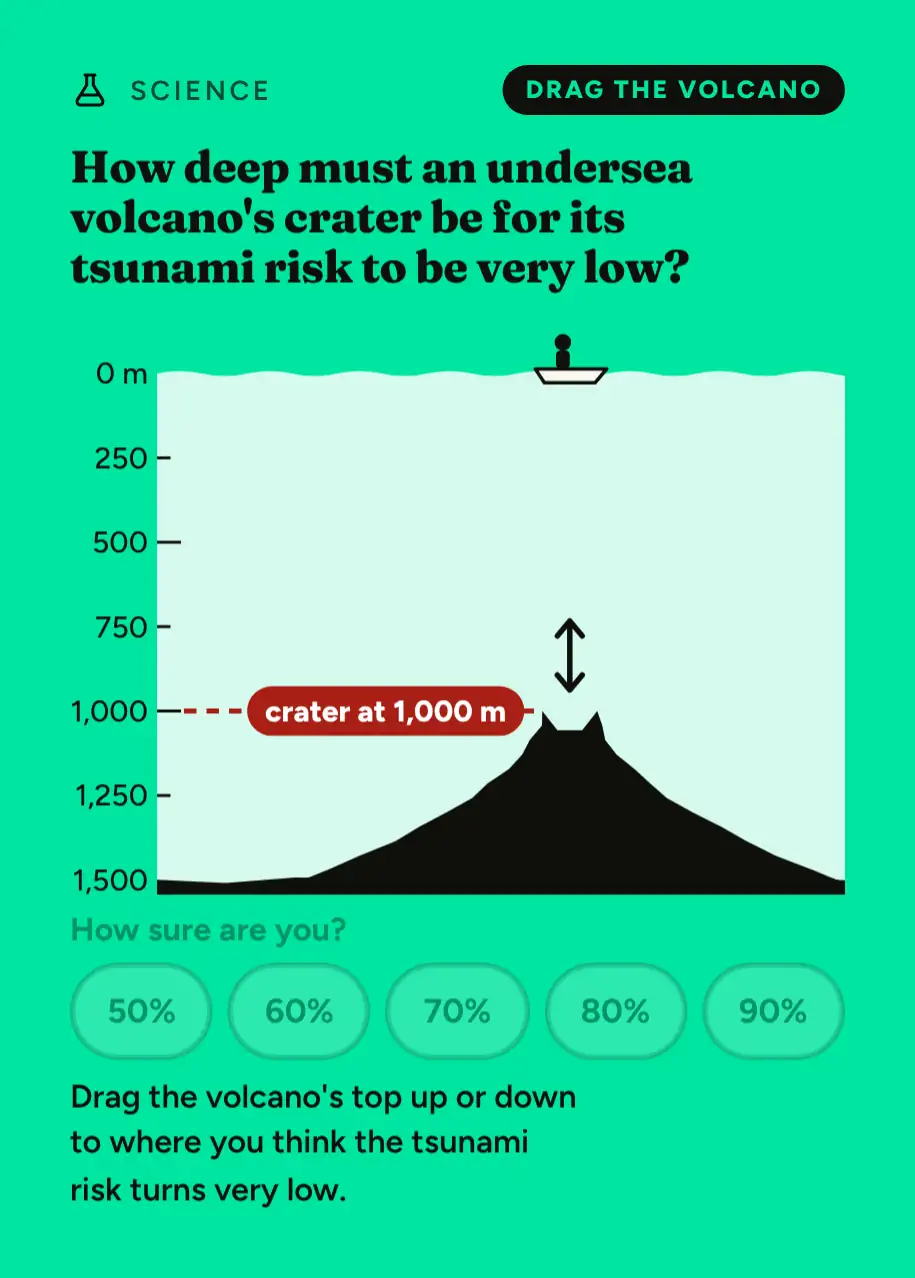 SCIENCE
DRAG THE VOLCANO
How deep must an undersea
volcano's crater be for its
tsunami risk to be very low?
0 m
250
500
750
1,000
crater at 1,000 m
1,250
1,500
How sure are you?
50%
60%
70%
80%
90%
Drag the volcano's top up or down
to where you think the tsunami
risk turns very low.